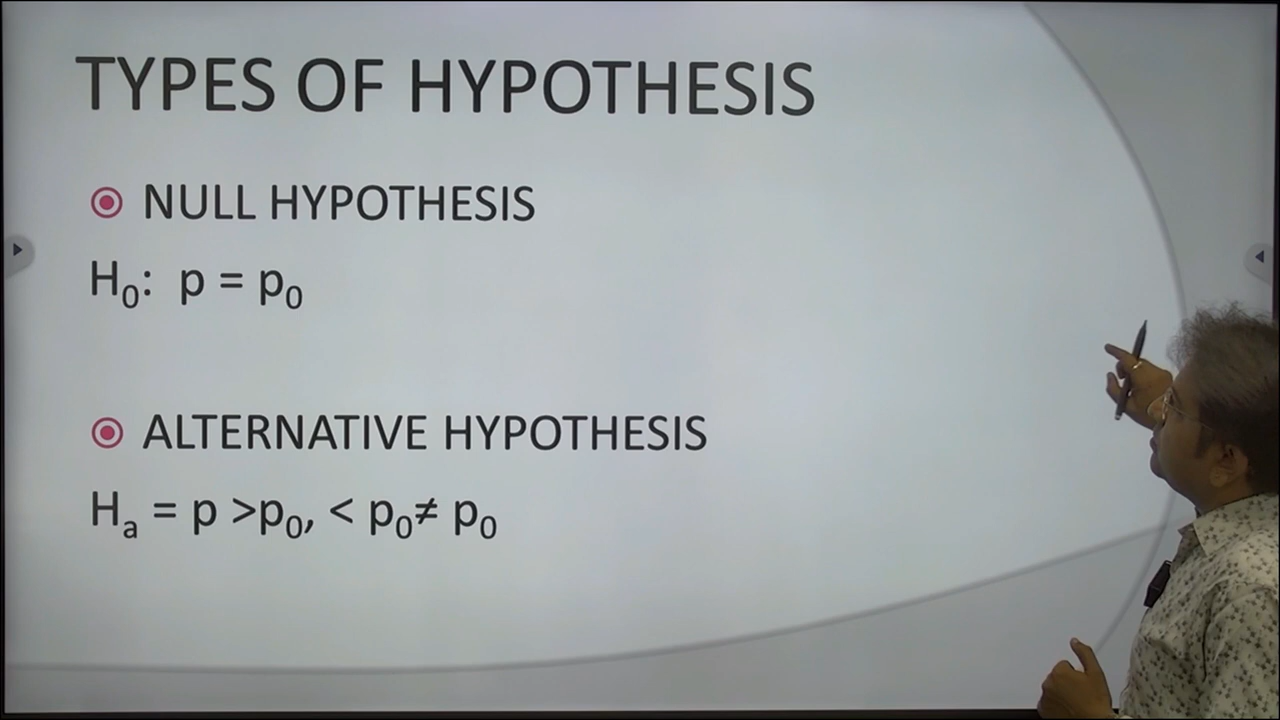 TYPES OF HYPOTHESIS
NULL HYPOTHESIS
H₀: p = p₀
ALTERNATIVE HYPOTHESIS
Hₐ = p >p₀, < p₀≠ p₀